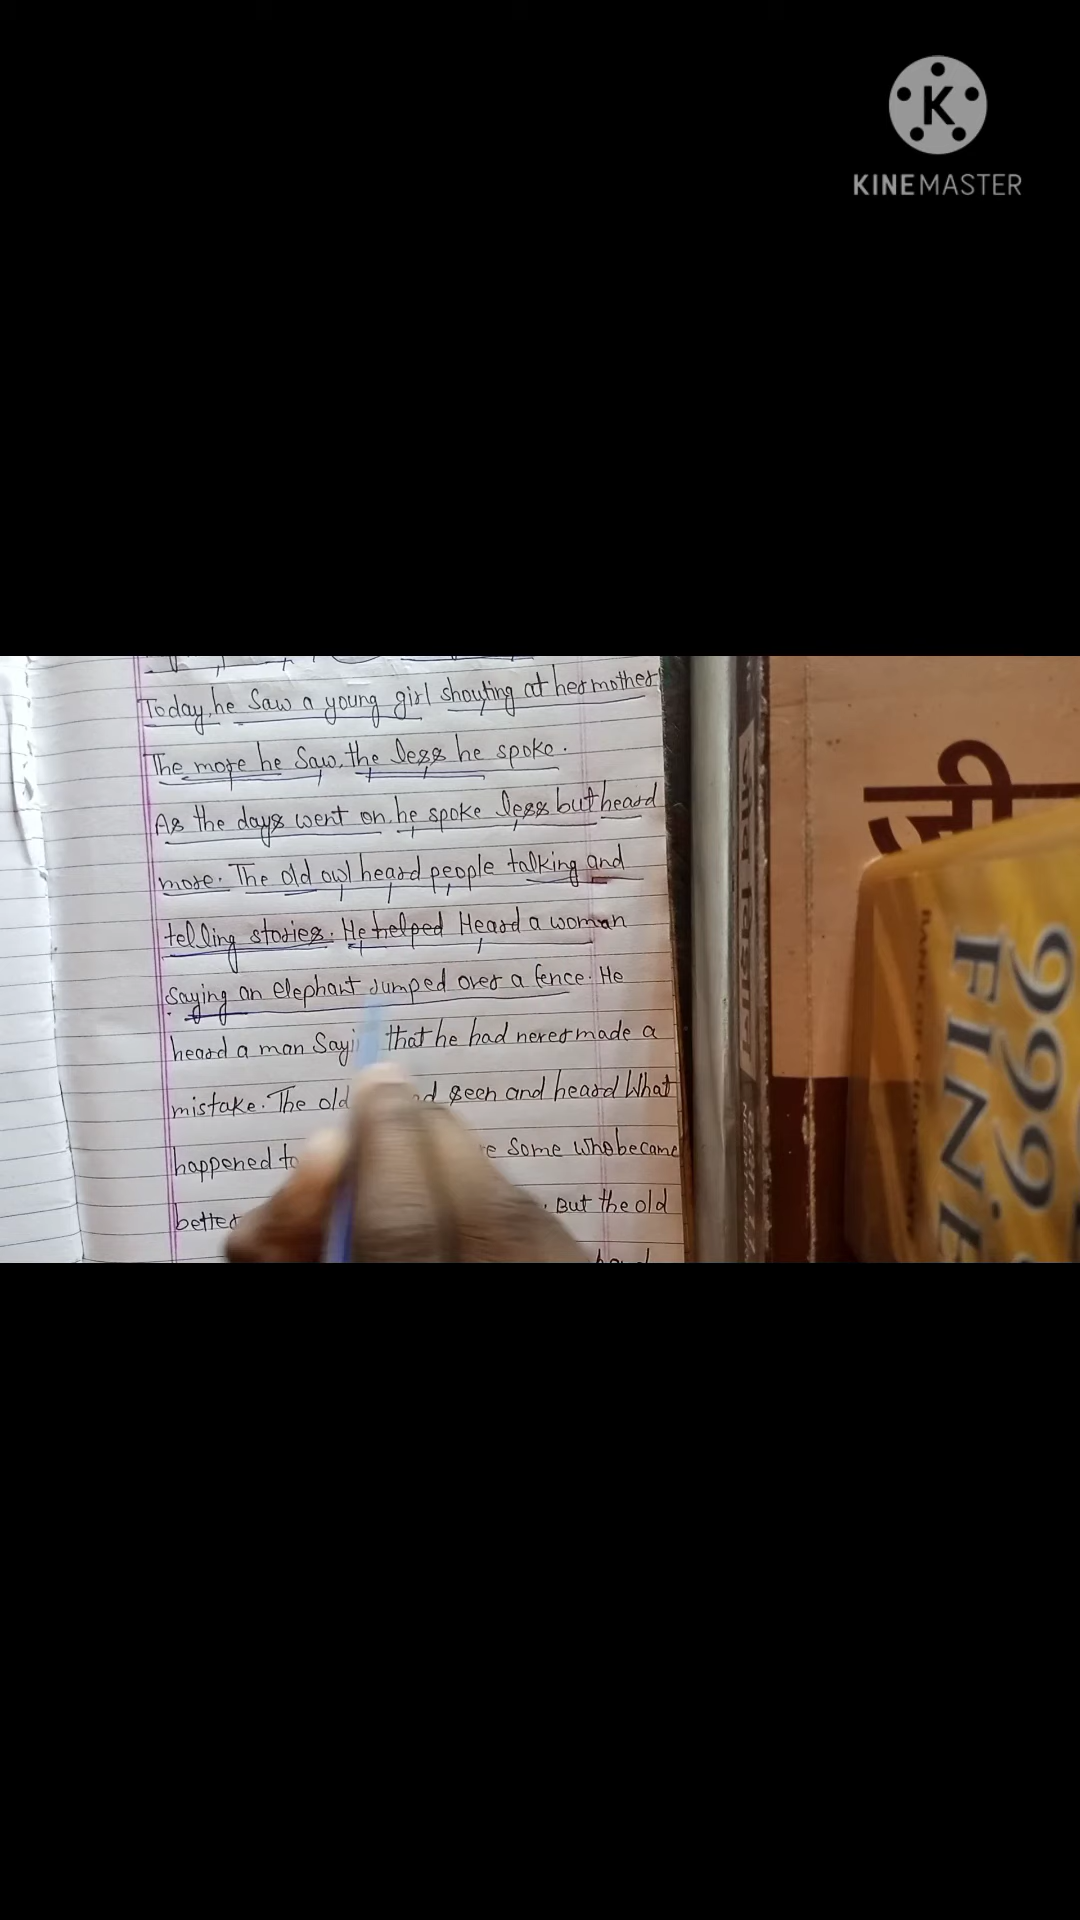 KINEMASTER
Today, he Saw a young girl shouting at her mother
The more he Saw, the less he spoke.
As the days went on, he spoke less but heard
more. The old owl heard people talking and
telling stories. He helped Heard a woman
saying an elephant Jumped over a fence. He
heard a man that he had never made a
mistake. The old seen and heard What
happened to Some who became
better . But the old
999.
FINE